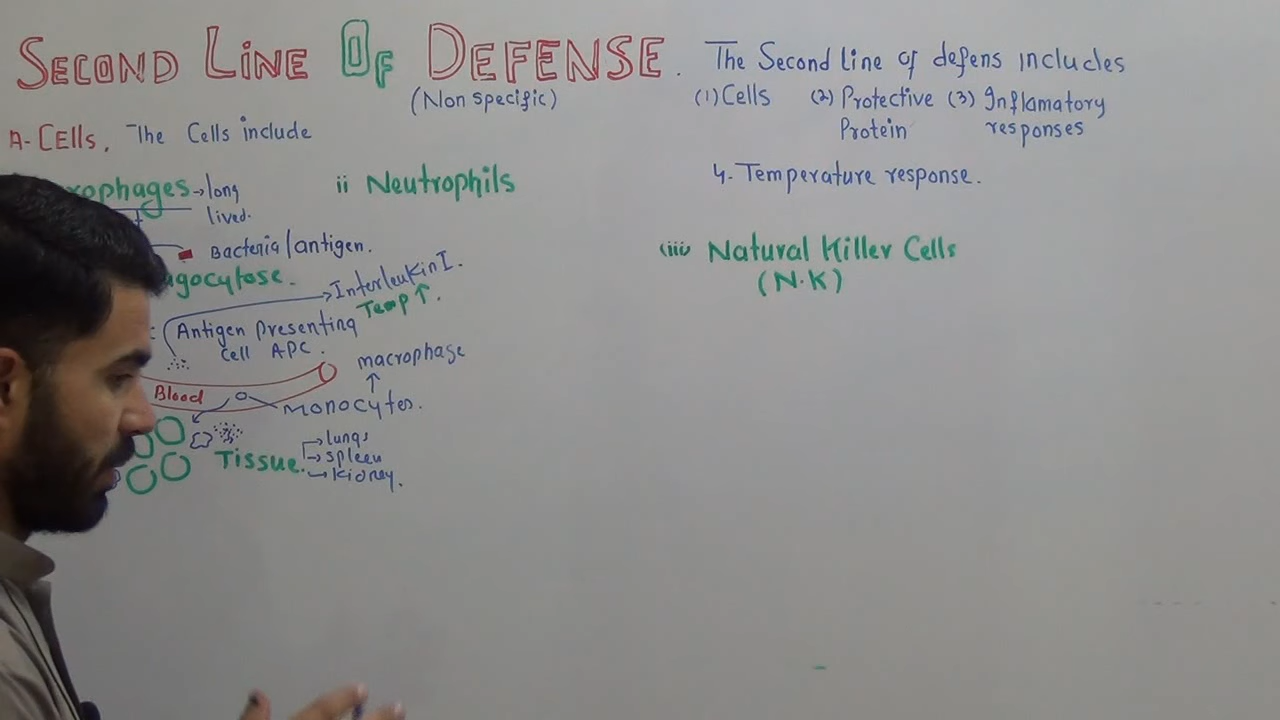 SECOND LINE OF DEFENSE.
(Non specific)
The Second line of defens includes
(1) Cells (2) Protective Protein (3) Inflamatory responses
4. Temperature response.
A- CElls, The Cells include
rophages → long lived.
Bacteria/antigen.
gocytose.
Interleukin I.
Temp ↑.
Antigen presenting
cell APC.
Blood
macrophage
↑
monocytes.
Tissue.
→ lungs
→ spleen
→ kidney.
ii Neutrophils
(iii) Natural Killer Cells
(N.K)